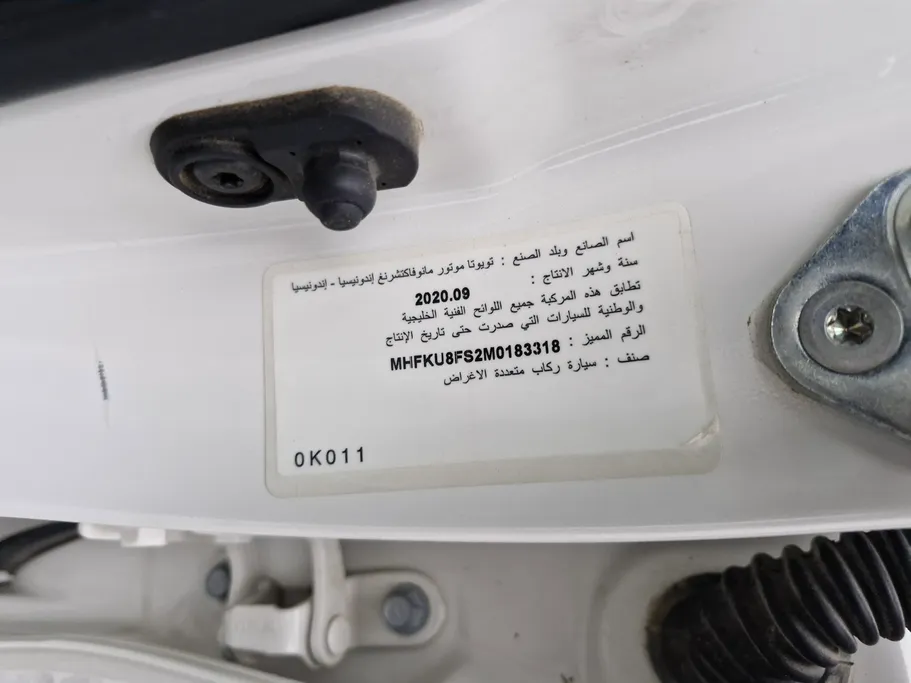 اسم الصانع وبلد الصنع : تويوتا موتور مانوفاكتشرنغ إندونيسيا - إندونيسيا
سنة وشهر الانتاج : 2020.09
تطابق هذه المركبة جميع اللوائح الفنية الخليجية
والوطنية للسيارات التي صدرت حتى تاريخ الإنتاج
الرقم المميز : MHFKU8FS2M0183318
صنف : سيارة ركاب متعددة الاغراض
0K011